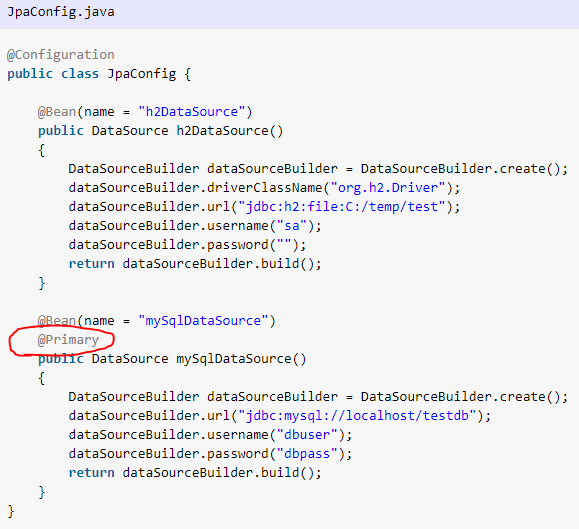 JpaConfig.java
@Configuration
public class JpaConfig {
@Bean(name = "h2DataSource")
public DataSource h2DataSource()
{
DataSourceBuilder dataSourceBuilder = DataSourceBuilder.create();
dataSourceBuilder.driverClassName("org.h2.Driver");
dataSourceBuilder.url("jdbc:h2:file:C:/temp/test");
dataSourceBuilder.username("sa");
dataSourceBuilder.password("");
return dataSourceBuilder.build();
}
@Bean(name = "mySqlDataSource")
@Primary
public DataSource mySqlDataSource()
{
DataSourceBuilder dataSourceBuilder = DataSourceBuilder.create();
dataSourceBuilder.url("jdbc:mysql://localhost/testdb");
dataSourceBuilder.username("dbuser");
dataSourceBuilder.password("dbpass");
return dataSourceBuilder.build();
}
}